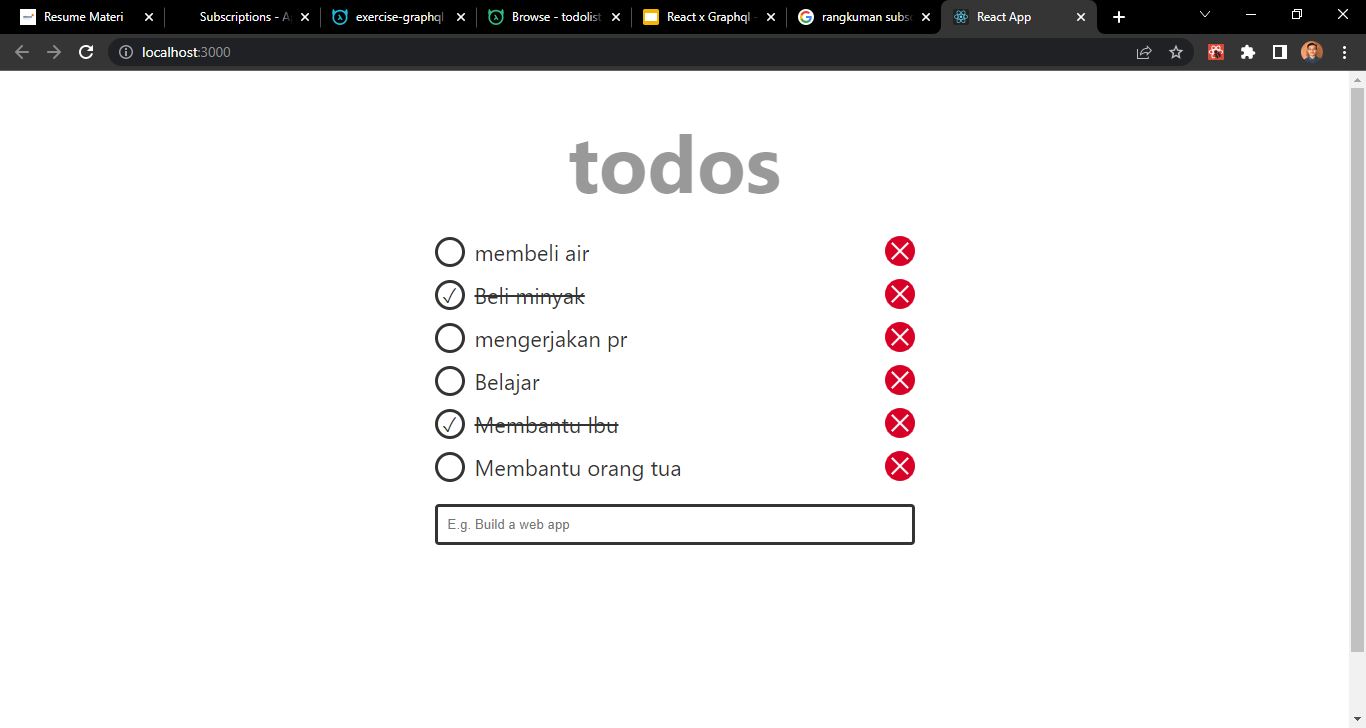 Resume Materi
Subscriptions - A
exercise-graphql
Browse - todolist
React x Graphql -
rangkuman subs
React App
localhost:3000
todos
membeli air
Beli minyak
mengerjakan pr
Belajar
Membantu Ibu
Membantu orang tua
E.g. Build a web app